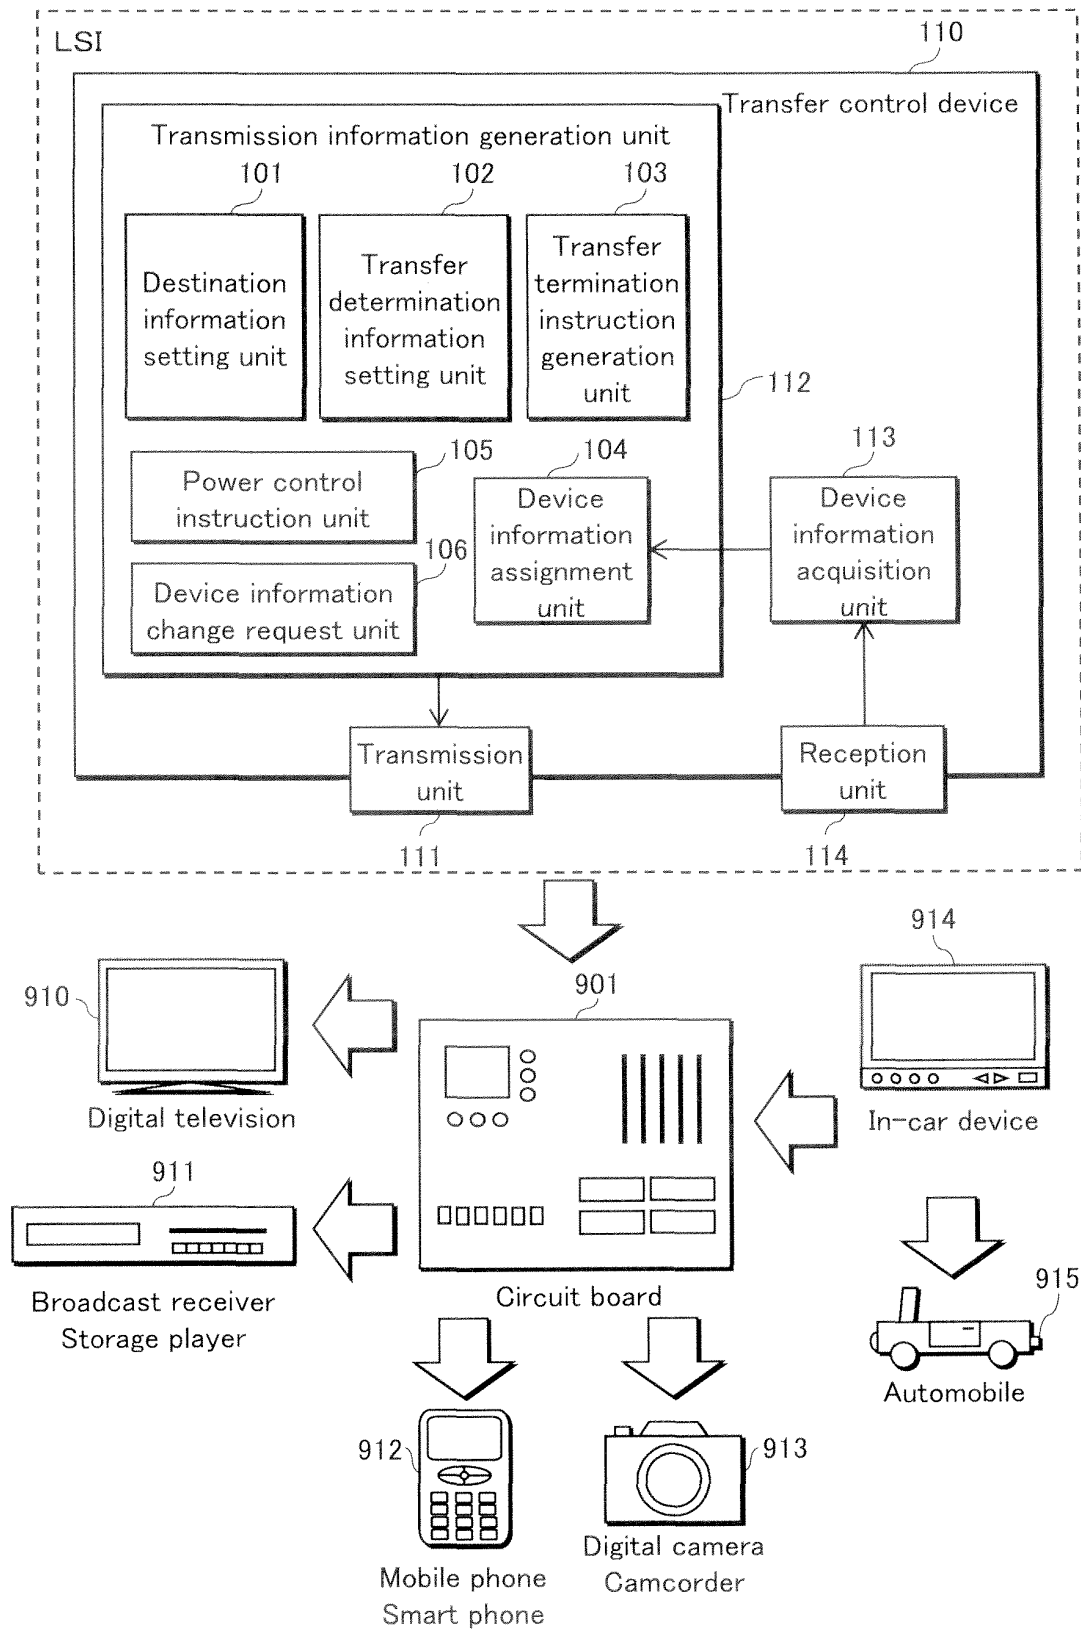 LSI
110
Transfer control device
Transmission information generation unit
101
102
103
Destination
information
setting unit
Transfer
determination
information
setting unit
Transfer
termination
instruction
generation
unit
112
105
Power control
instruction unit
104
Device
information
assignment
unit
113
Device
information
acquisition
unit
106
Device information
change request unit
Transmission
unit
111
Reception
unit
114
910
Digital television
901
914
In-car device
911
Broadcast receiver
Storage player
Circuit board
915
Automobile
912
Mobile phone
Smart phone
913
Digital camera
Camcorder